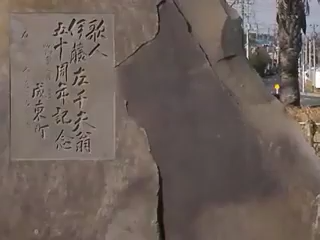 歌人
伊藤左千夫翁
五十周年記念
成東町